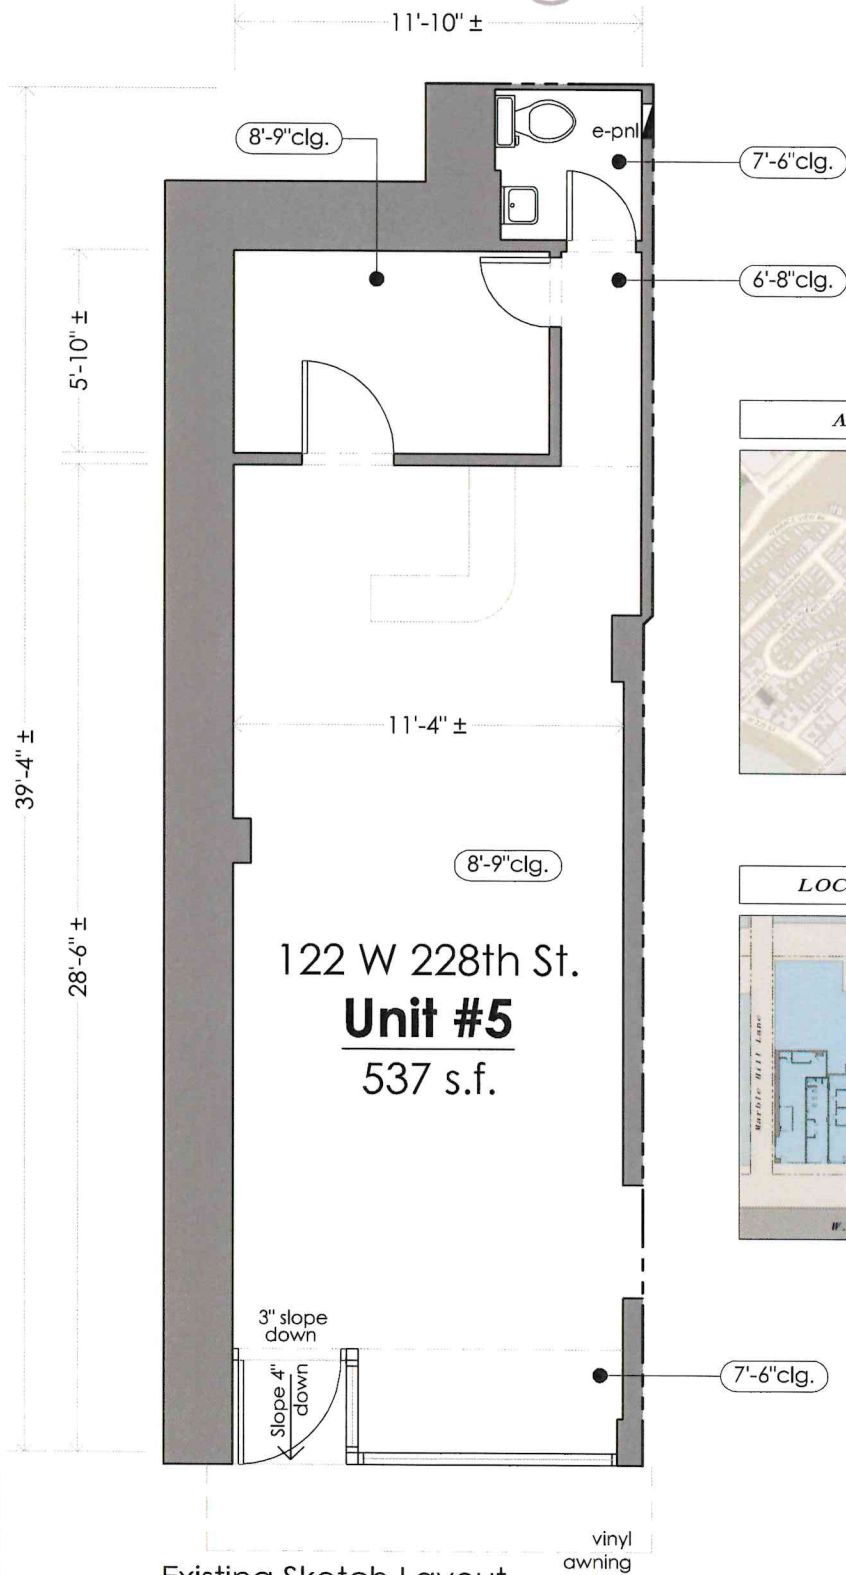 11'-10" ±
8'-9"clg.
e-pnl
7'-6"clg.
6'-8"clg.
5'-10" ±
A
11'-4" ±
39'-4" ±
8'-9"clg.
LOC
28'-6" ±
122 W 228th St.
Unit #5
537 s.f.
Marble Hill Lane
W.
3" slope
down
Slope 4"
down
7'-6"clg.
vinyl
awning
Existing Sketch Layout